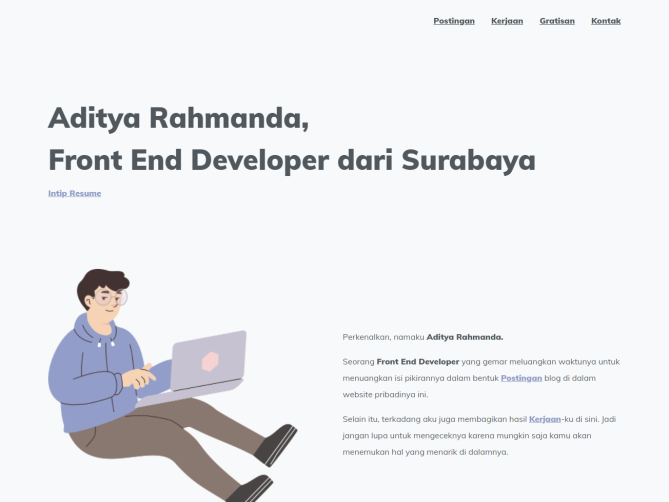 Postingan Kerjaan Gratisan Kontak
Aditya Rahmanda,
Front End Developer dari Surabaya
Intip Resume
Perkenalkan, namaku Aditya Rahmanda.
Seorang Front End Developer yang gemar meluangkan waktunya untuk
menuangkan isi pikirannya dalam bentuk Postingan blog di dalam
website pribadinya ini.
Selain itu, terkadang aku juga membagikan hasil Kerjaan-ku di sini. Jadi
jangan lupa untuk mengeceknya karena mungkin saja kamu akan
menemukan hal yang menarik di dalamnya.